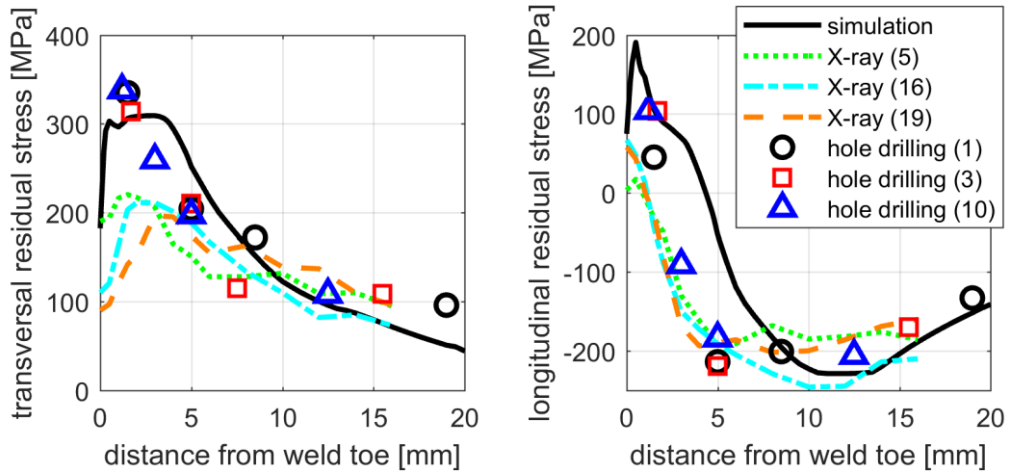 transversal residual stress [MPa]
400
300
200
100
0
0 5 10 15 20
distance from weld toe [mm]
longitudinal residual stress [MPa]
200
100
0
-100
-200
0 5 10 15 20
distance from weld toe [mm]
simulation
X-ray (5)
X-ray (16)
X-ray (19)
hole drilling (1)
hole drilling (3)
hole drilling (10)